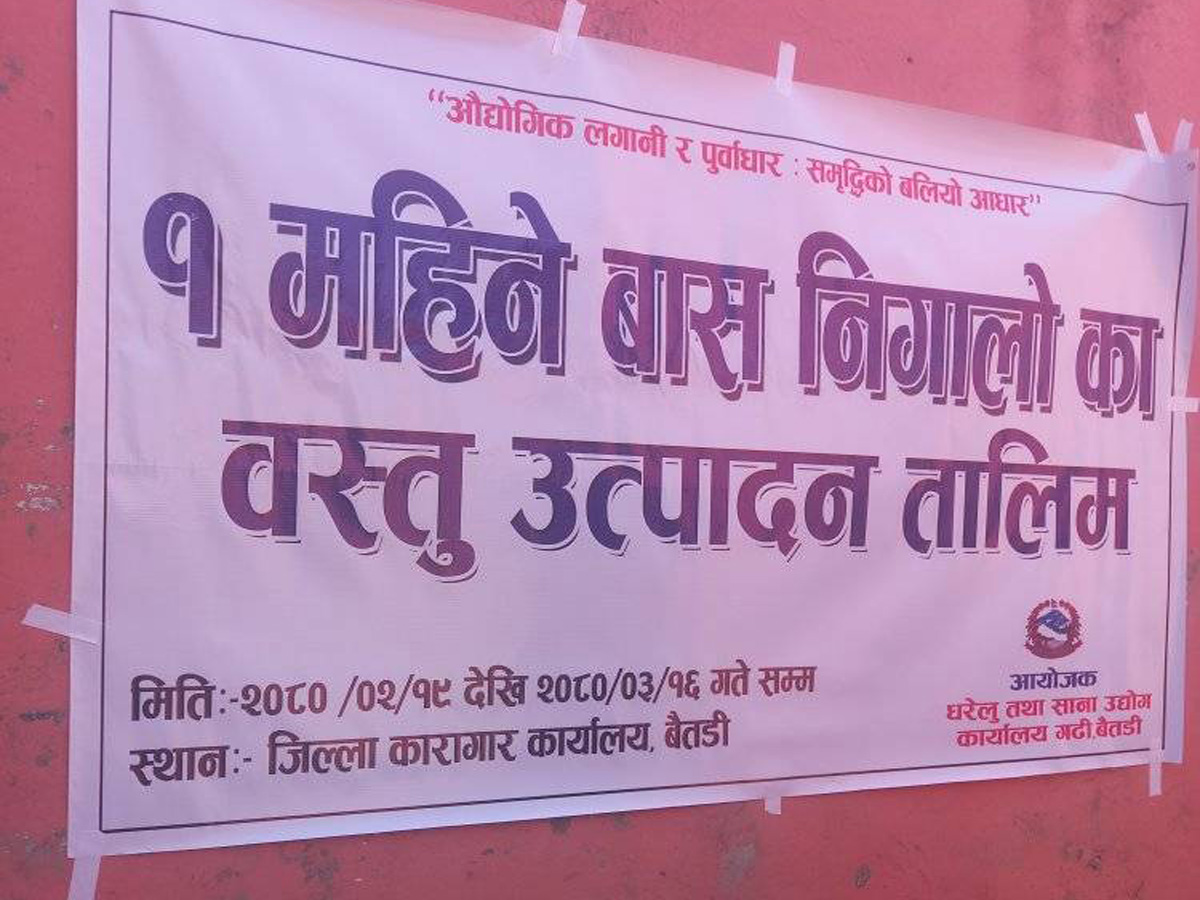 “औद्योगिक लगानी र पुर्वाधार : समृद्धिको बलियो आधार”
१ महिने बास निगालो का
वस्तु उत्पादन तालिम
मिति:-२०८० /०२/१९ देखि २०८०/०३/१६ गते सम्म
स्थान:- जिल्ला कारागार कार्यालय, बैतडी
आयोजक
घरेलु तथा साना उद्योग
कार्यालय गढी,बैतडी